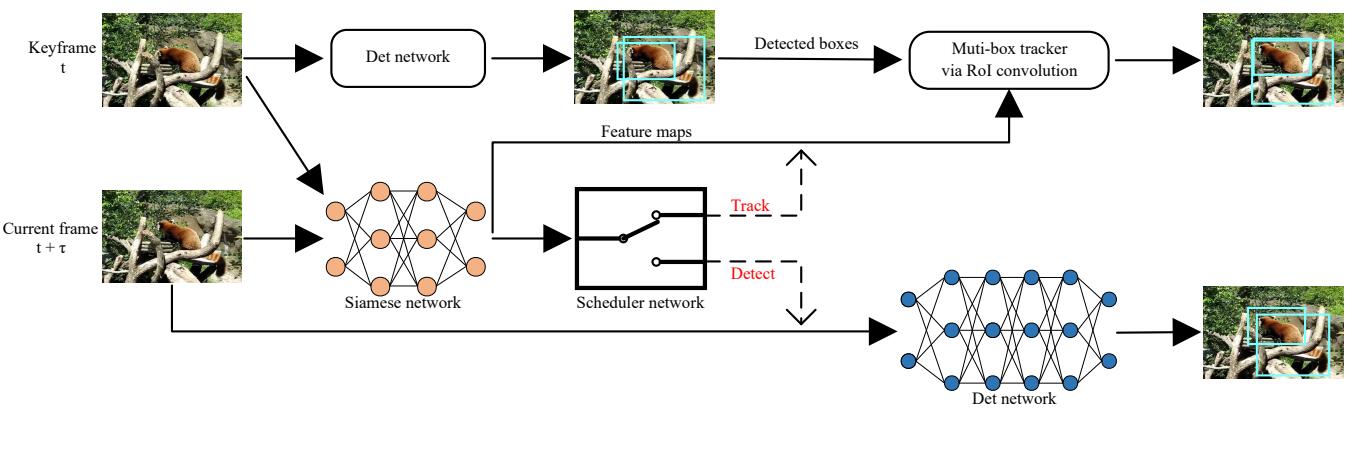 Keyframe
t
Det network
Detected boxes
Muti-box tracker
via RoI convolution
Feature maps
Current frame
t + τ
Siamese network
Track
Detect
Scheduler network
Det network